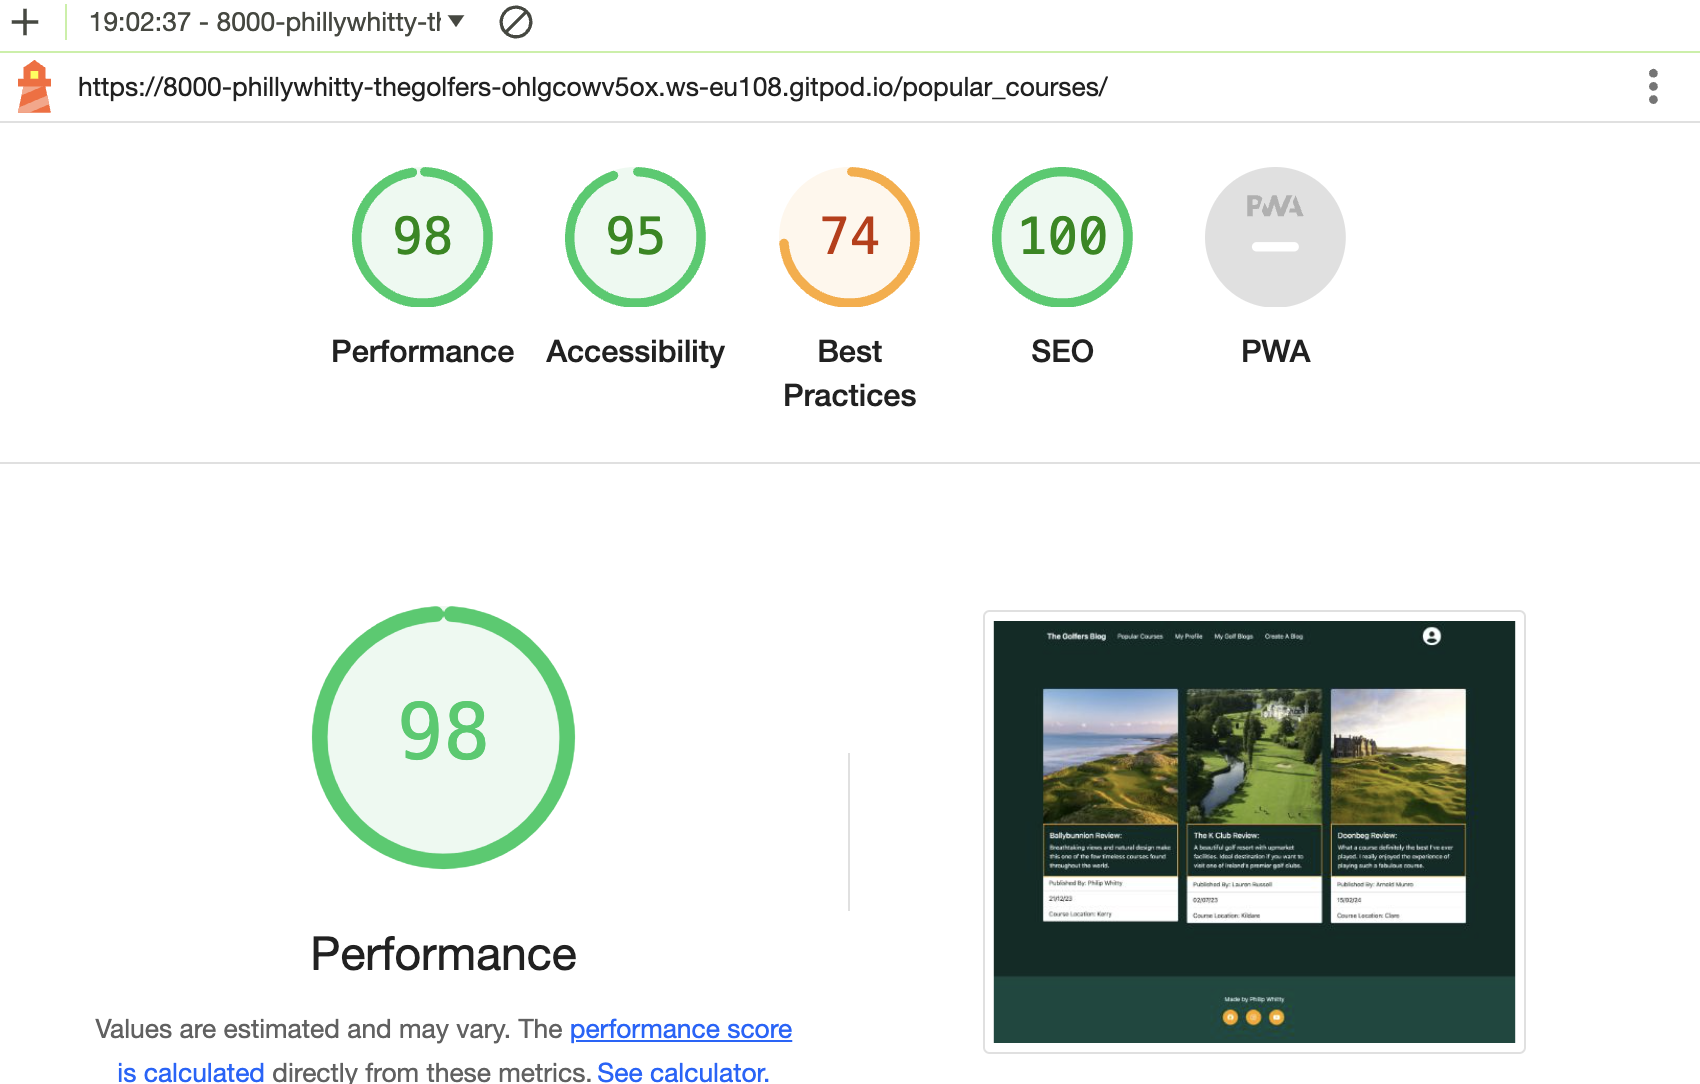 19:02:37 - 8000-phillywhitty-th
https://8000-phillywhitty-thegolfers-ohlgcowv5ox.ws-eu108.gitpod.io/popular_courses/
98 95 74 100 PWA
Performance Accessibility Best Practices SEO PWA
98
Performance
Values are estimated and may vary. The performance score
is calculated directly from these metrics. See calculator.
The Golfers Blog Popular Courses My Profile My Golf Blogs Create A Blog
Ballybunnion Review:
Breathtaking views and natural design make
this one of the few timeless courses found
throughout the world.
Published By: Philip Whitty
21/12/23
Course Location: Kerry
The K Club Review:
A beautiful golf resort with upmarket
facilities. Ideal destination if you want to
visit one of Ireland's premier golf clubs.
Published By: Lauren Russell
02/07/23
Course Location: Kildare
Doonbeg Review:
What a course definitely the best I've ever
played. I really enjoyed the experience of
playing such a fabulous course.
Published By: Arnold Munro
15/02/24
Course Location: Clare
Made by Philip Whitty